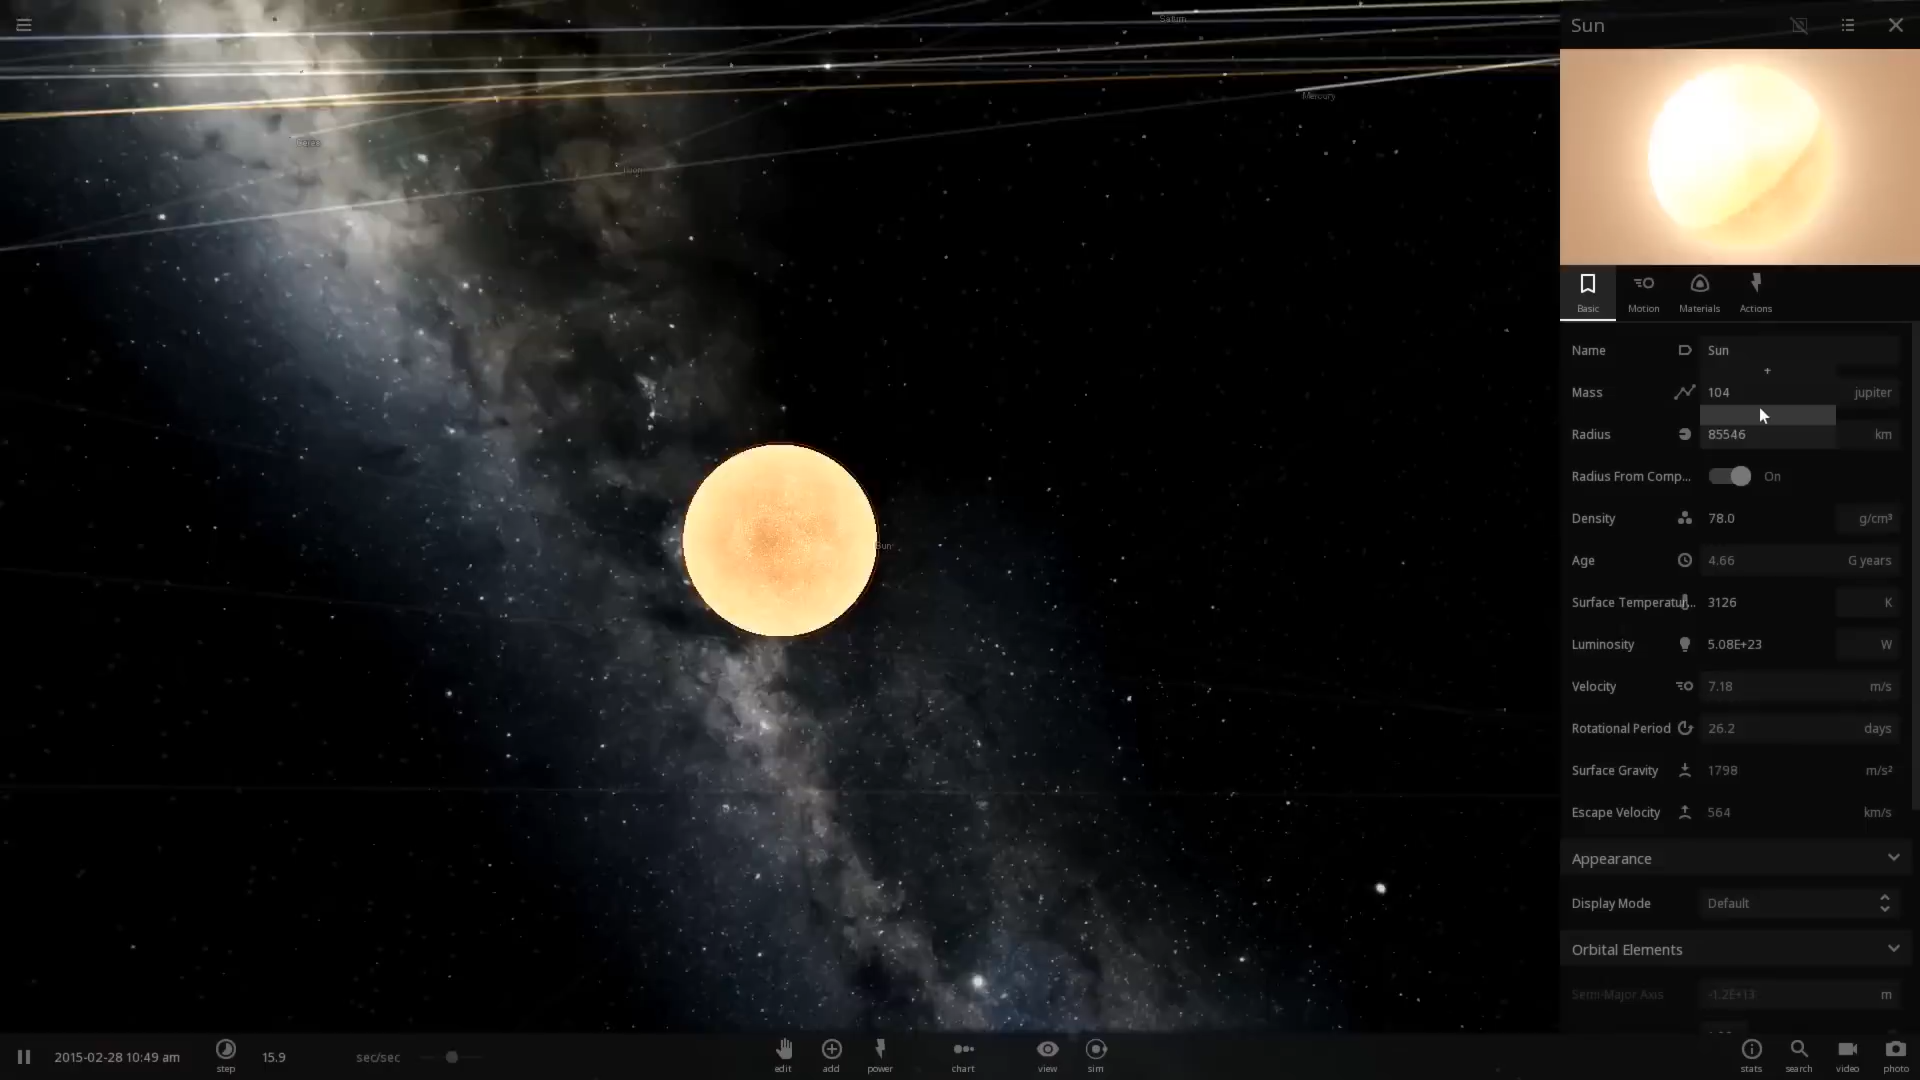 Saturn
Sun
Mercury
Ceres
Moon
Sun
Basic
Motion
Materials
Actions
Name Sun
+
Mass 104 jupiter
Radius 85546 km
Radius From Comp... On
Density 78.0 g/cm³
Age 4.66 G years
Surface Temperatur... 3126 K
Luminosity 5.08E+23 W
Velocity 7.18 m/s
Rotational Period 26.2 days
Surface Gravity 1798 m/s²
Escape Velocity 564 km/s
Appearance
Display Mode Default
Orbital Elements
Semi-Major Axis -1.2E+13 m
2015-02-28 10:49 am
step
15.9 sec/sec
edit
add
power
chart
view
sim
stats
search
video
photo